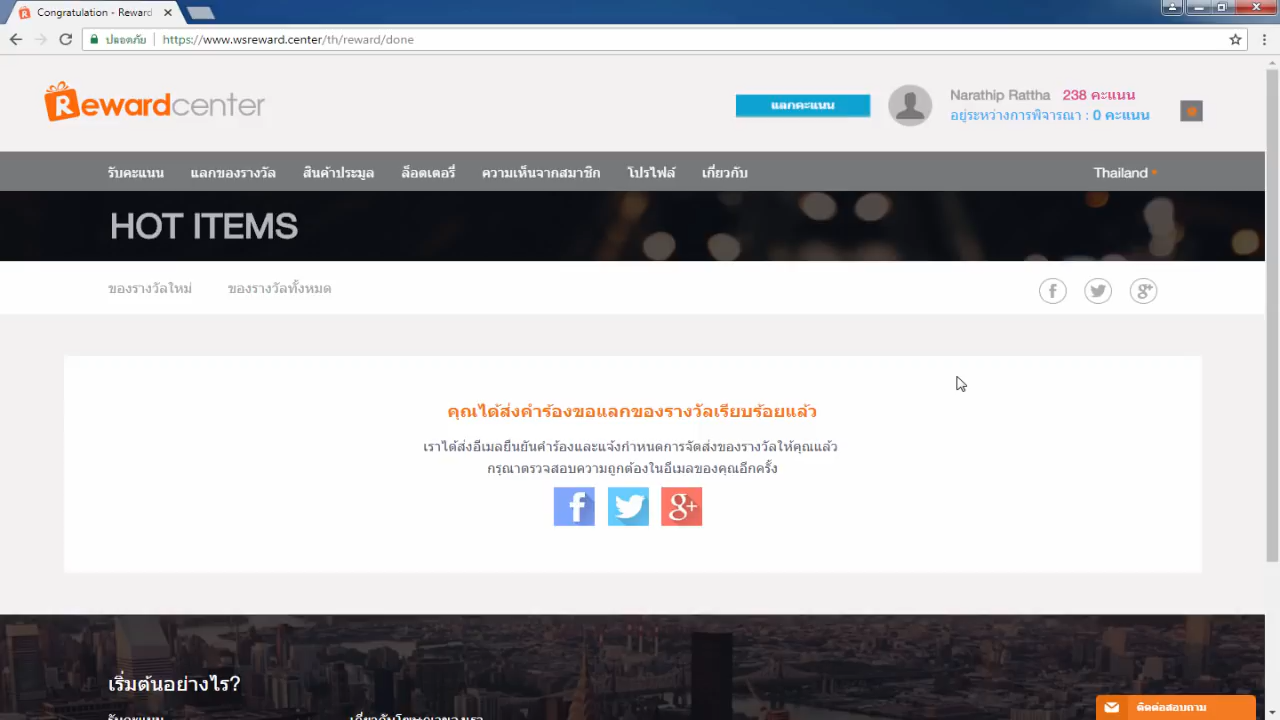 Congratulation - Reward
ปลอดภัย
https://www.wsreward.center/th/reward/done
Rewardcenter
แลกคะแนน
Narathip Rattha 238 คะแนน
อยู่ระหว่างการพิจารณา : 0 คะแนน
รับคะแนน แลกของรางวัล สินค้าประมูล ล็อตเตอรี่ ความเห็นจากสมาชิก โปรไฟล์ เกี่ยวกับ Thailand
HOT ITEMS
ของรางวัลใหม่ ของรางวัลทั้งหมด
คุณได้ส่งคำร้องขอแลกของรางวัลเรียบร้อยแล้ว
เราได้ส่งอีเมลยืนยันคำร้องและแจ้งกำหนดการจัดส่งของรางวัลให้คุณแล้ว
กรุณาตรวจสอบความถูกต้องในอีเมลของคุณอีกครั้ง
เริ่มต้นอย่างไร?
รับคะแนน
ติดต่อสอบถาม